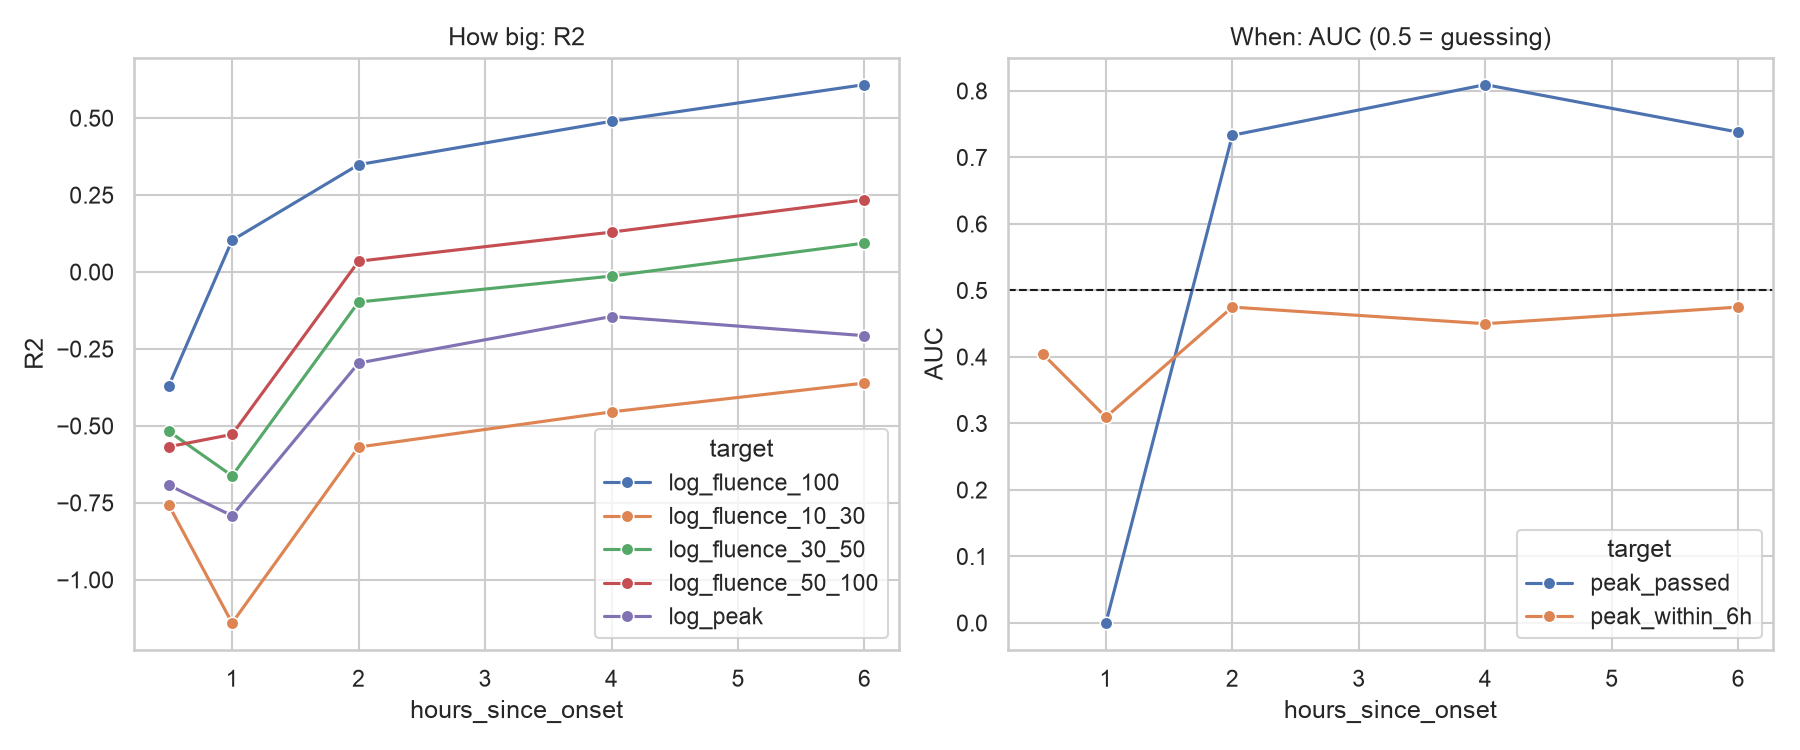 How big: R2
0.50
0.25
0.00
−0.25
−0.50
−0.75
−1.00
R2
1
2
3
4
5
6
hours_since_onset
target
log_fluence_100
log_fluence_10_30
log_fluence_30_50
log_fluence_50_100
log_peak
When: AUC (0.5 = guessing)
0.8
0.7
0.6
0.5
0.4
0.3
0.2
0.1
0.0
AUC
1
2
3
4
5
6
hours_since_onset
target
peak_passed
peak_within_6h